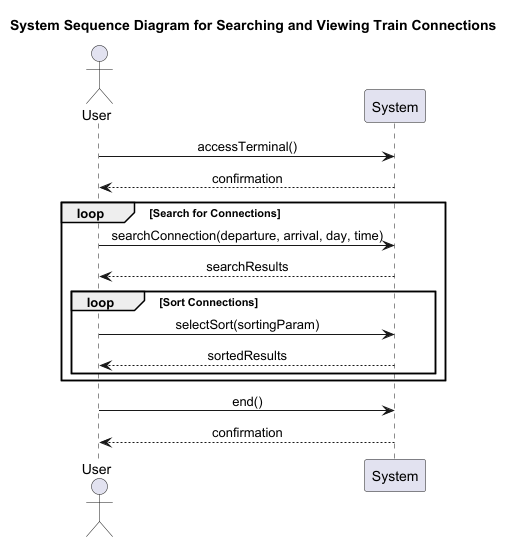 System Sequence Diagram for Searching and Viewing Train Connections
User
System
accessTerminal()
confirmation
loop [Search for Connections]
searchConnection(departure, arrival, day, time)
searchResults
loop [Sort Connections]
selectSort(sortingParam)
sortedResults
end()
confirmation
User
System